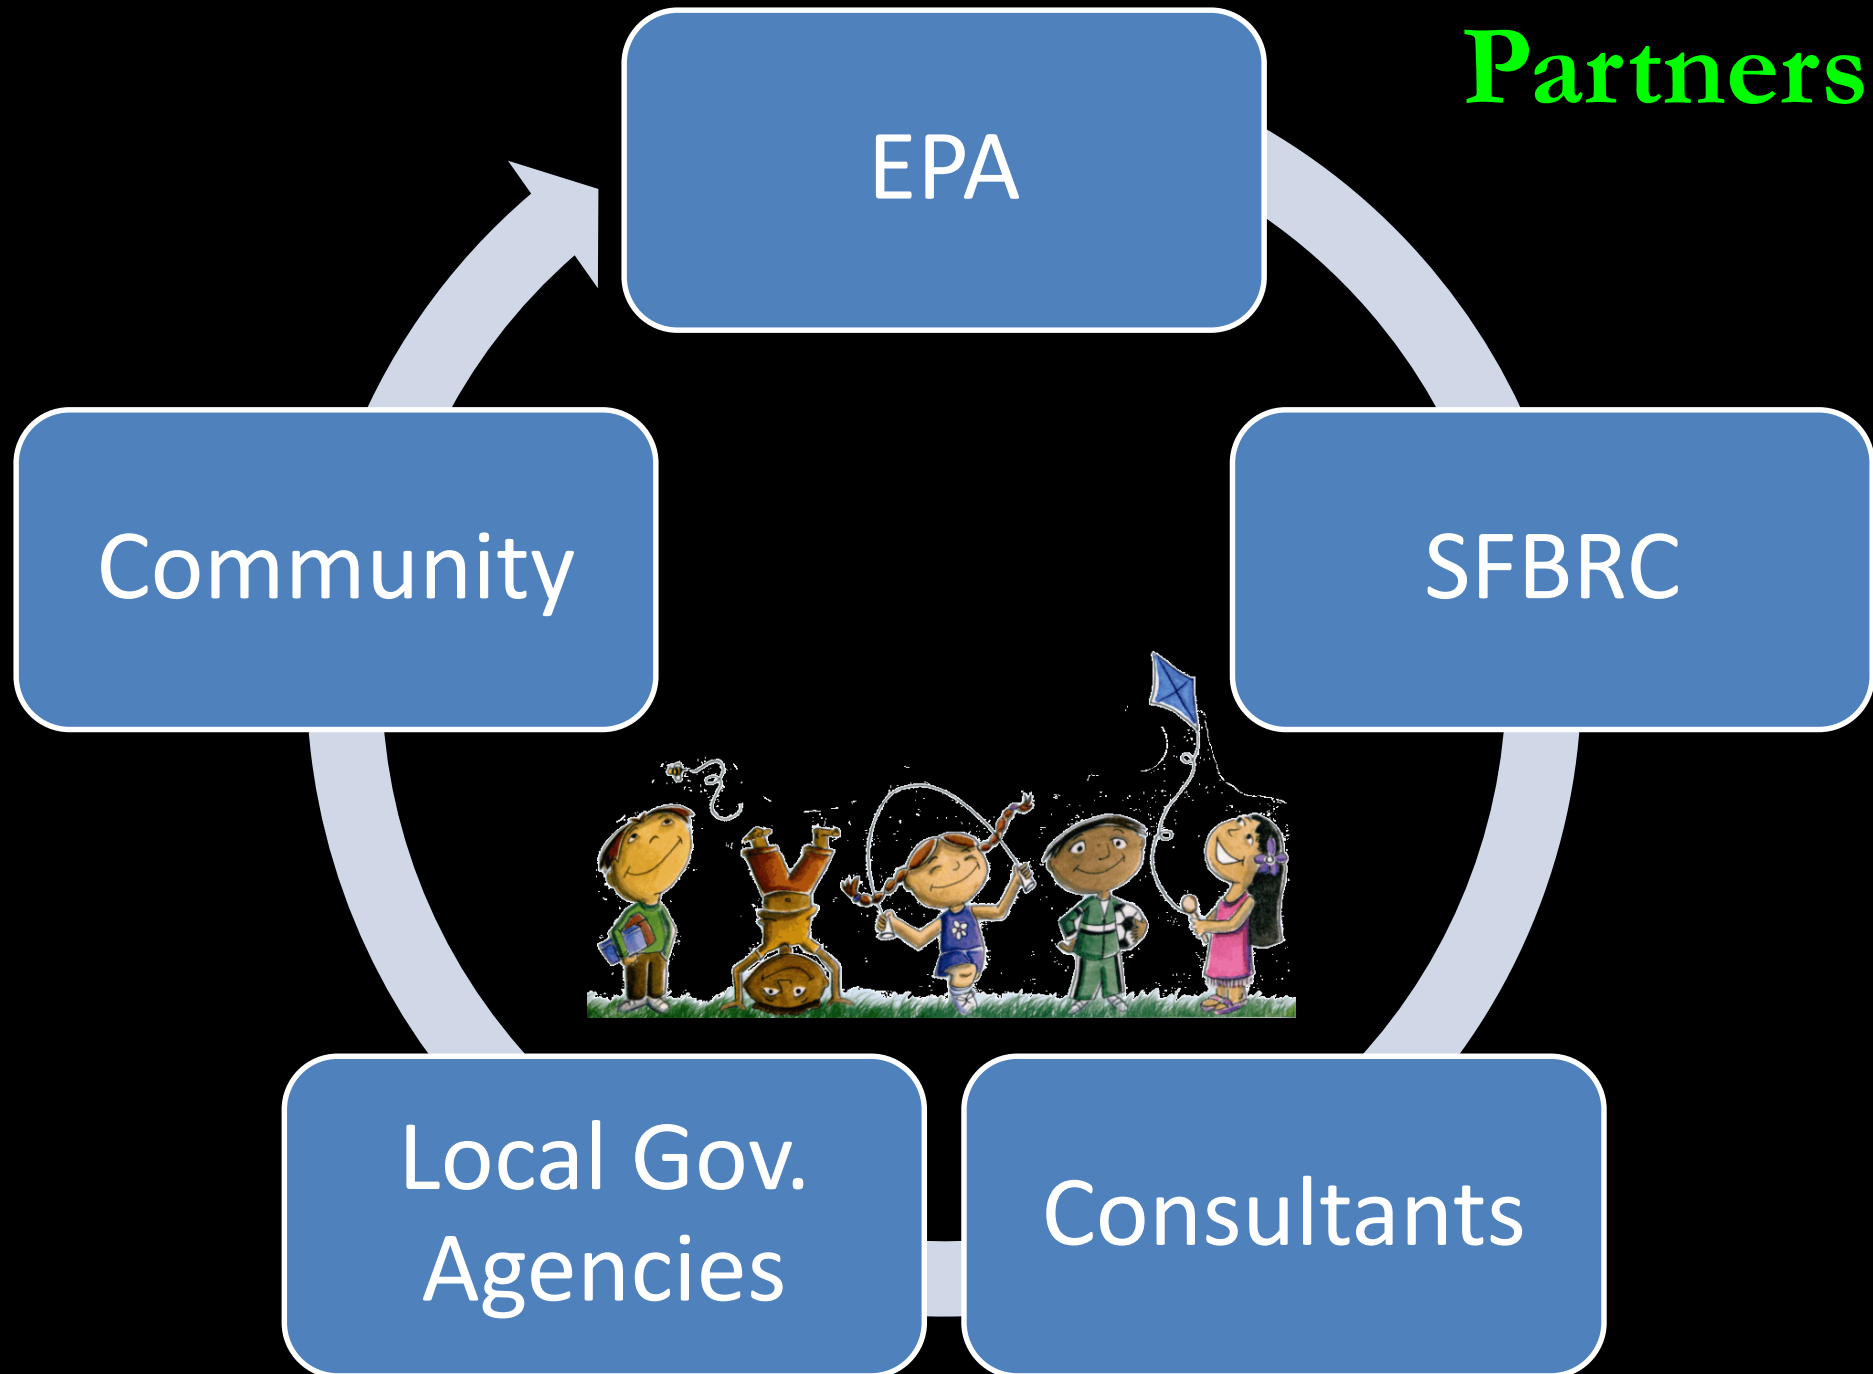 Partners
EPA
SFBRC
Consultants
Local Gov.
Agencies
Community